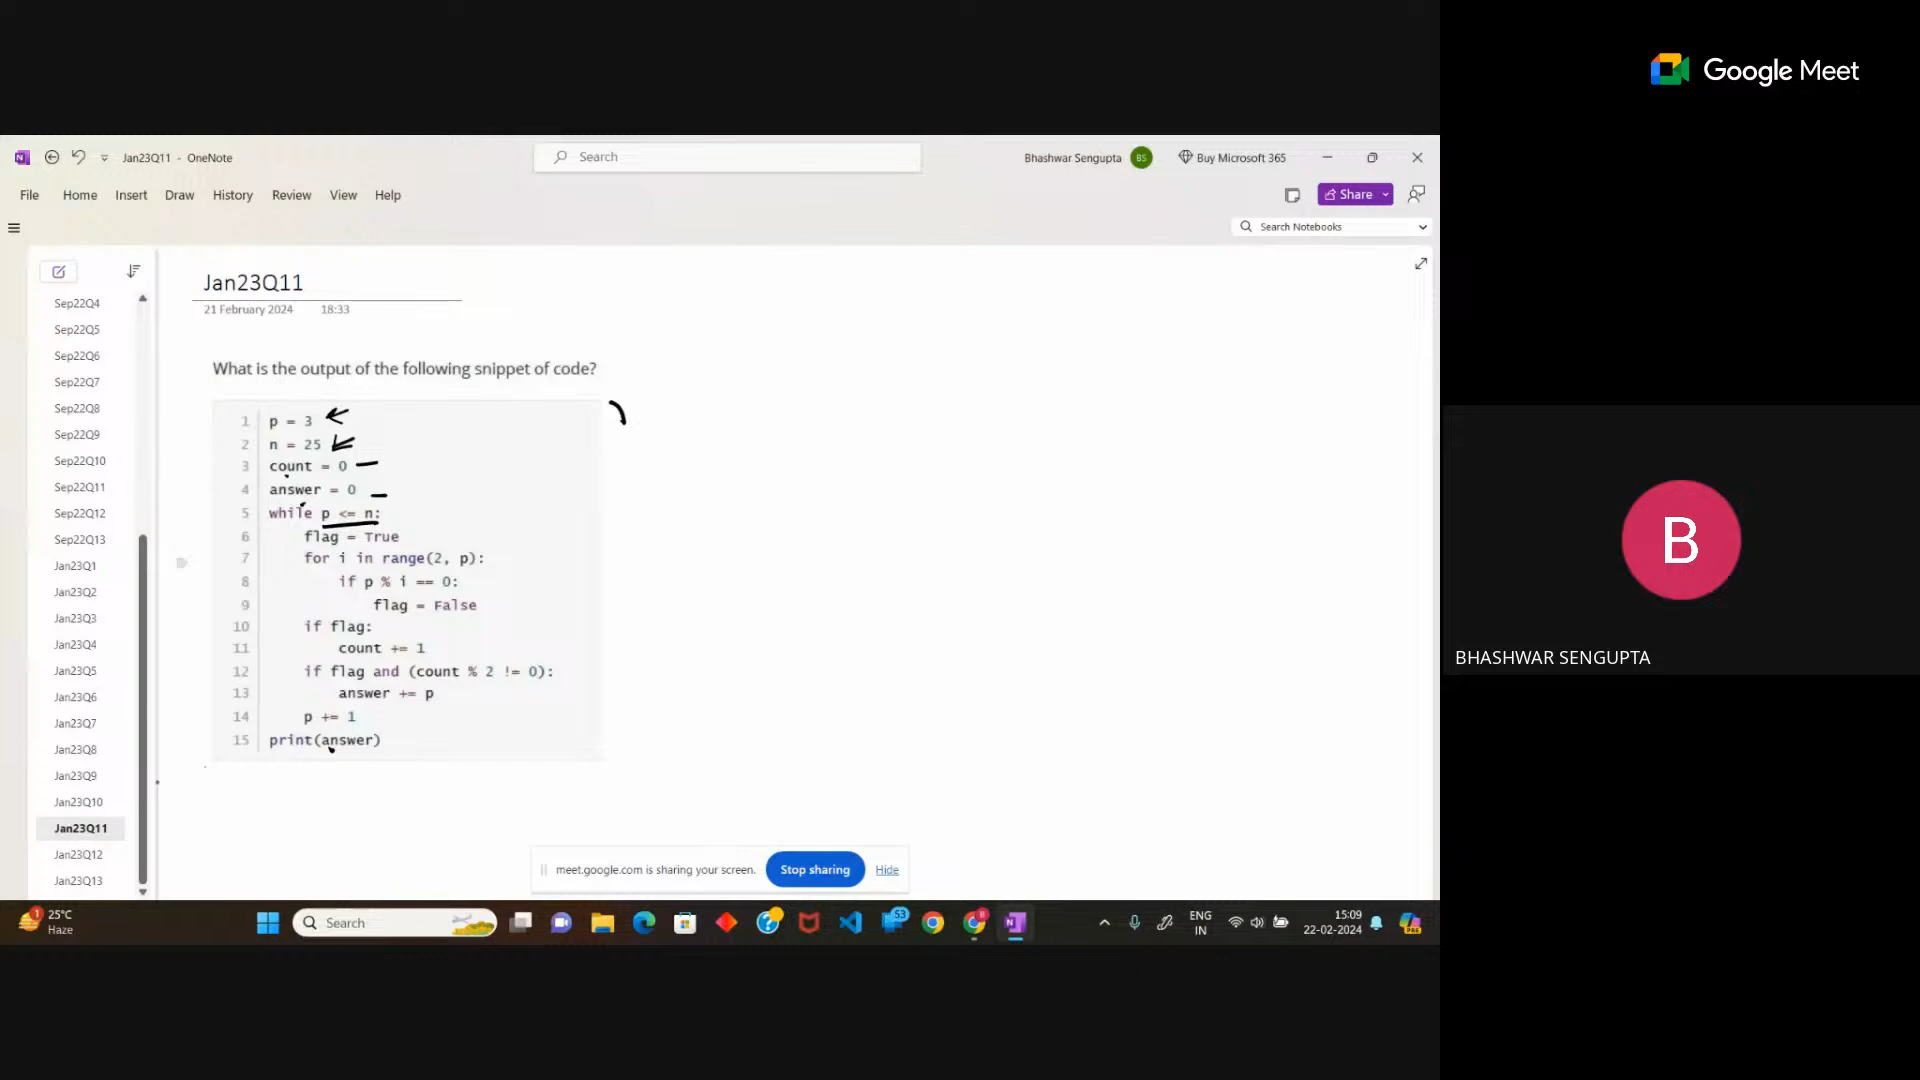 Google Meet
Jan23Q11 - OneNote
Search
Bhashwar Sengupta
BS
Buy Microsoft 365
File
Home
Insert
Draw
History
Review
View
Help
Share
Search Notebooks
Sep22Q4
Sep22Q5
Sep22Q6
Sep22Q7
Sep22Q8
Sep22Q9
Sep22Q10
Sep22Q11
Sep22Q12
Sep22Q13
Jan23Q1
Jan23Q2
Jan23Q3
Jan23Q4
Jan23Q5
Jan23Q6
Jan23Q7
Jan23Q8
Jan23Q9
Jan23Q10
Jan23Q11
Jan23Q12
Jan23Q13
Jan23Q11
21 February 2024 18:33
What is the output of the following snippet of code?
1 p = 3
2 n = 25
3 count = 0
4 answer = 0
5 while p <= n:
6 flag = True
7 for i in range(2, p):
8 if p % i == 0:
9 flag = False
10 if flag:
11 count += 1
12 if flag and (count % 2 != 0):
13 answer += p
14 p += 1
15 print(answer)
meet.google.com is sharing your screen.
Stop sharing
Hide
B
BHASHWAR SENGUPTA
1
25°C
Haze
Search
53
ENG
IN
15:09
22-02-2024